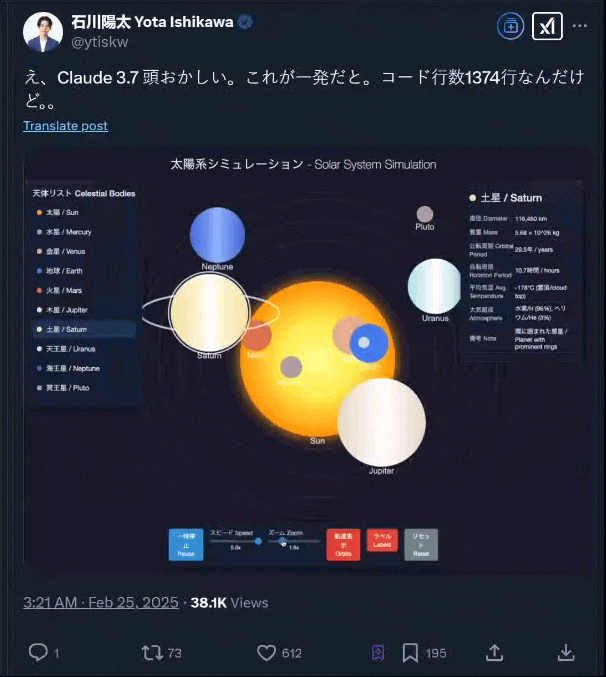 石川陽太 Yota Ishikawa
@ytiskw
え、Claude 3.7 頭おかしい。これが一発だと。コード行数1374行なんだけ
ど。。
Translate post
太陽系シミュレーション - Solar System Simulation
天体リスト Celestial Bodies
太陽 / Sun
水星 / Mercury
金星 / Venus
地球 / Earth
火星 / Mars
木星 / Jupiter
土星 / Saturn
天王星 / Uranus
海王星 / Neptune
冥王星 / Pluto
Neptune
Pluto
Saturn
Uranus
Sun
Jupiter
土星 / Saturn
直径 Diameter
116,460 km
質量 Mass
5.68 × 10^26 kg
公転周期 Orbital
Period
29.5年 / years
自転周期
Rotation Period
10.7時間 / hours
平均気温 Avg.
Temperature
-178°C (雲頂/cloud
top)
大気組成
Atmosphere
水素/H (96%), ヘリ
ウム/He (3%)
備考 Note
環に囲まれた惑星 /
Planet with
prominent rings
一時停
止
Pause
スピード Speed
5.0x
ズーム Zoom
1.6x
軌道表
示
Orbits
ラベル
Labels
リセッ
ト
Reset
3:21 AM · Feb 25, 2025 · 38.1K Views
1
73
612
195